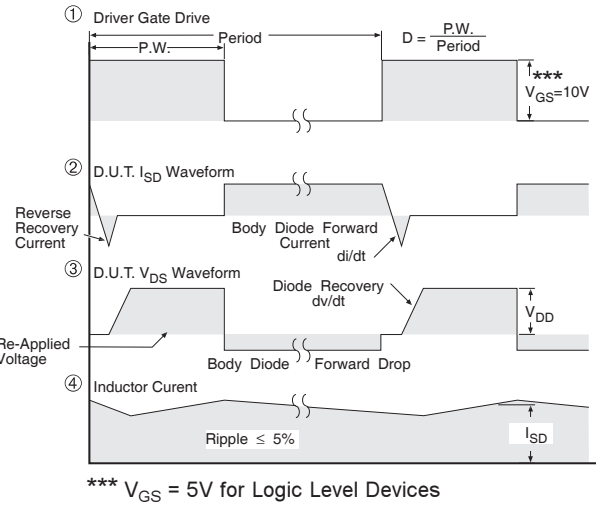 ① Driver Gate Drive
P.W.
Period
D = P.W.
Period
***
VGS=10V
② D.U.T. ISD Waveform
Reverse
Recovery
Current
Body Diode Forward
Current
di/dt
③ D.U.T. VDS Waveform
Diode Recovery
dv/dt
VDD
Re-Applied
Voltage
Body Diode Forward Drop
④ Inductor Curent
Ripple ≤ 5%
ISD
*** VGS = 5V for Logic Level Devices